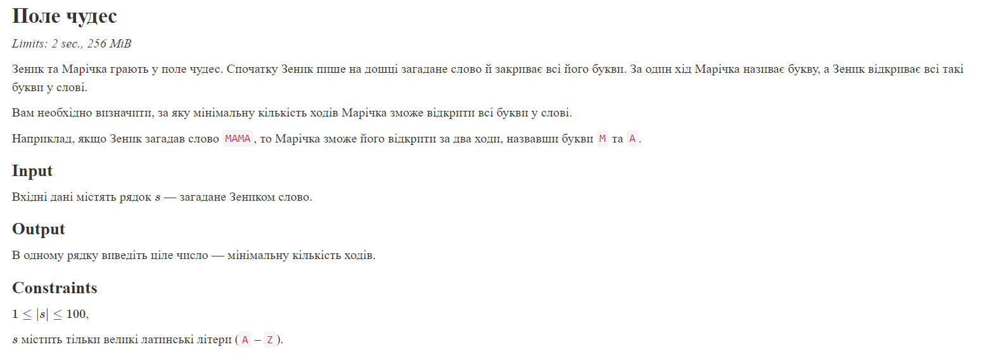 Поле чудес
Limits: 2 sec., 256 MiB
Зеник та Марічка грають у поле чудес. Спочатку Зеник пише на дошці загадане слово й закриває всі його букви. За один хід Марічка називає букву, а Зеник відкриває всі такі
букви у слові.
Вам необхідно визначити, за яку мінімальну кількість ходів Марічка зможе відкрити всі букви у слові.
Наприклад, якщо Зеник загадав слово MAMA, то Марічка зможе його відкрити за два ходи, назвавши букви M та A.
Input
Вхідні дані містять рядок s — загадане Зеником слово.
Output
В одному рядку виведіть ціле число — мінімальну кількість ходів.
Constraints
1 ≤ |s| ≤ 100,
s містить тільки великі латинські літери (A – Z).